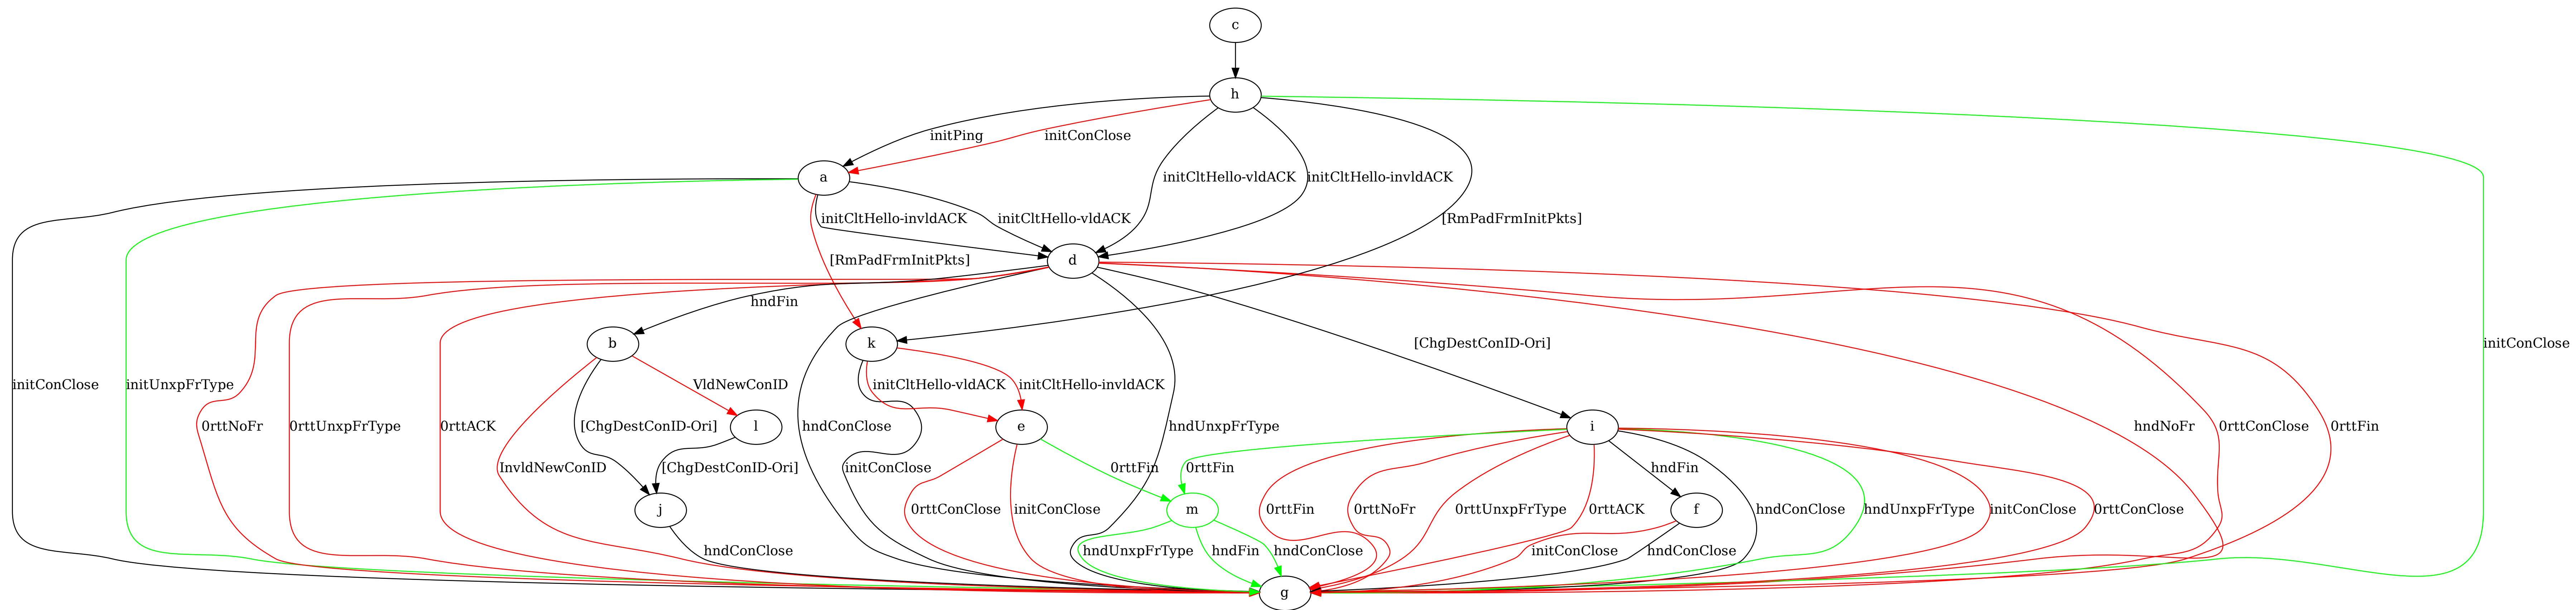 c
h
initPing
initConClose
a
initCltHello-vldACK
initCltHello-invldACK
initCltHello-invldACK
initCltHello-vldACK
[RmPadFrmInitPkts]
[RmPadFrmInitPkts]
d
hndFin
b
k
[ChgDestConID-Ori]
initConClose
initConClose
initUnxpFrType
VldNewConID
initCltHello-vldACK
initCltHello-invldACK
0rttNoFr
0rttUnxpFrType
0rttACK
[ChgDestConID-Ori]
l
hndConClose
e
hndUnxpFrType
i
hndNoFr
0rttConClose
0rttFin
InvldNewConID
[ChgDestConID-Ori]
initConClose
0rttFin
0rttFin
hndFin
j
0rttConClose
initConClose
m
0rttFin
0rttNoFr
0rttUnxpFrType
0rttACK
f
hndConClose
hndUnxpFrType
initConClose
0rttConClose
hndConClose
hndUnxpFrType
hndFin
hndConClose
initConClose
hndConClose
g